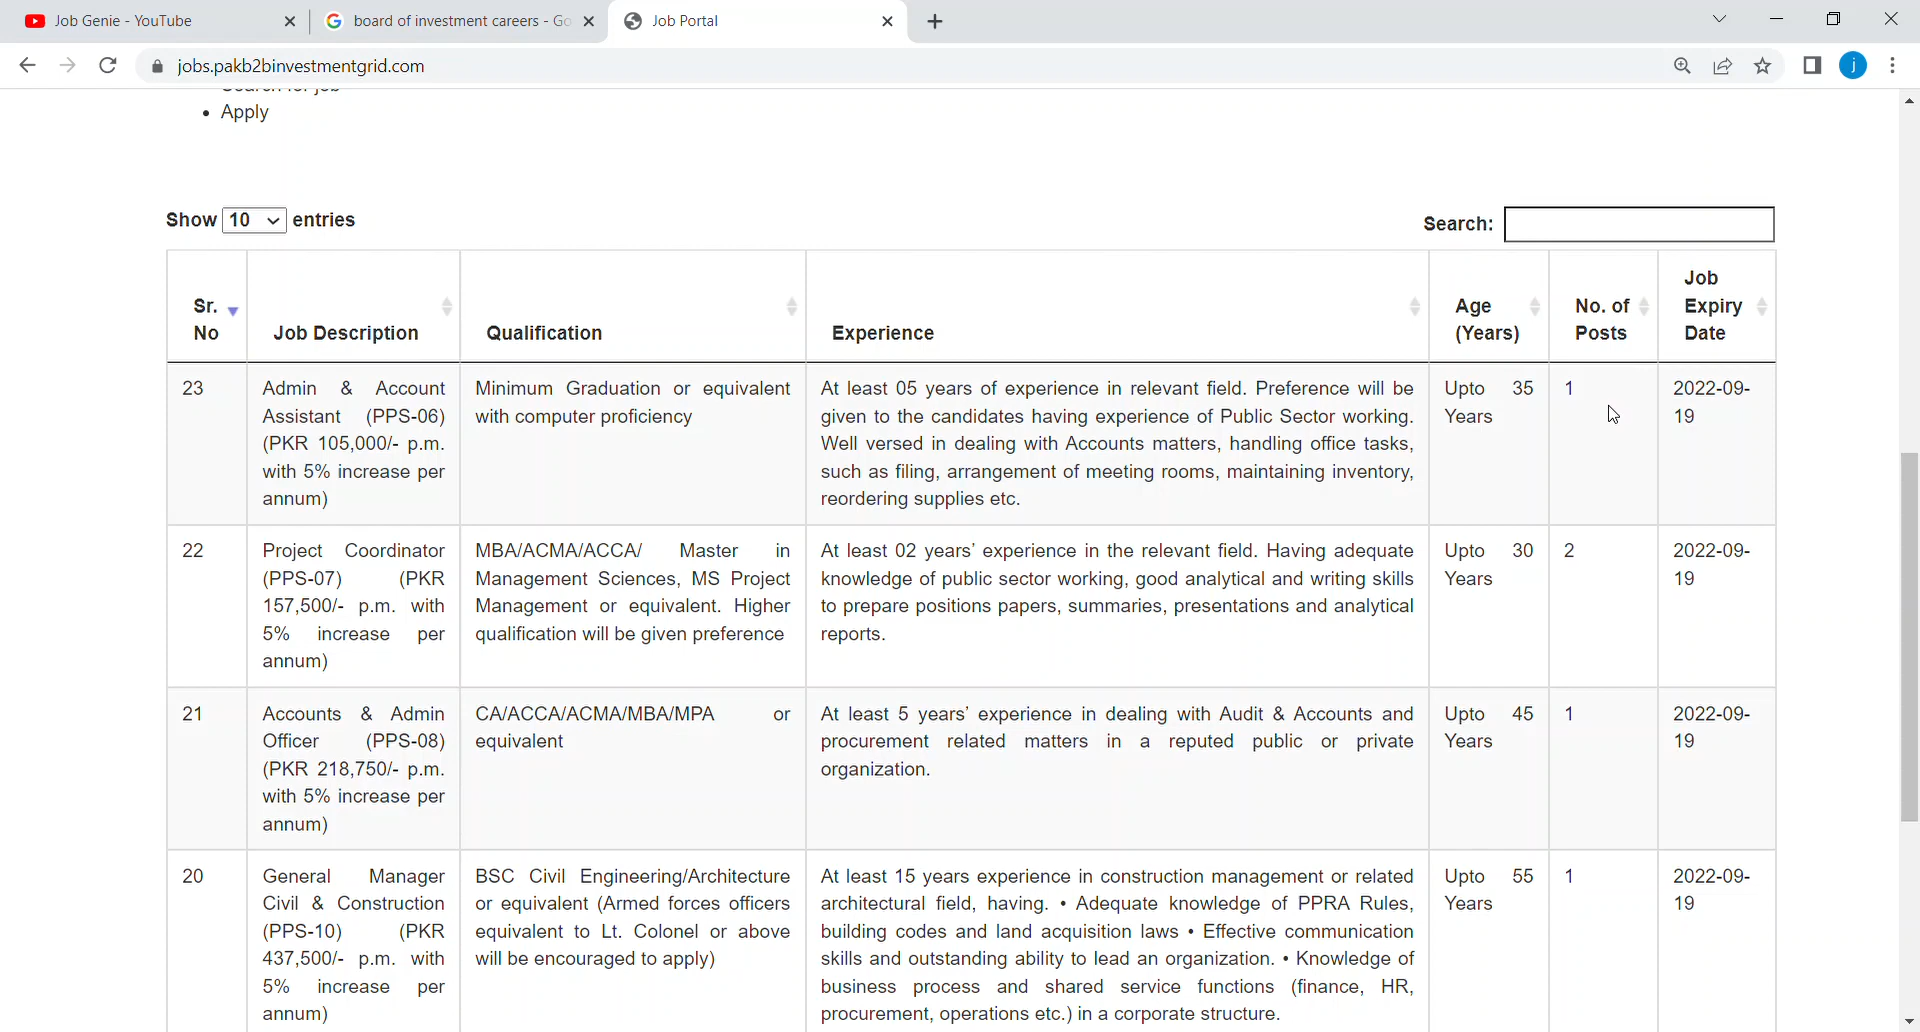 Job Genie - YouTube
board of investment careers - Go
Job Portal
jobs.pakb2binvestmentgrid.com
j
Search for job
Apply
Show 10 entries
Search:
Sr. No
Job Description
Qualification
Experience
Age (Years)
No. of Posts
Job Expiry Date
23
Admin & Account
Assistant (PPS-06)
(PKR 105,000/- p.m.
with 5% increase per
annum)
Minimum Graduation or equivalent
with computer proficiency
At least 05 years of experience in relevant field. Preference will be
given to the candidates having experience of Public Sector working.
Well versed in dealing with Accounts matters, handling office tasks,
such as filing, arrangement of meeting rooms, maintaining inventory,
reordering supplies etc.
Upto 35
Years
1
2022-09-
19
22
Project Coordinator
(PPS-07) (PKR
157,500/- p.m. with
5% increase per
annum)
MBA/ACMA/ACCA/ Master in
Management Sciences, MS Project
Management or equivalent. Higher
qualification will be given preference
At least 02 years’ experience in the relevant field. Having adequate
knowledge of public sector working, good analytical and writing skills
to prepare positions papers, summaries, presentations and analytical
reports.
Upto 30
Years
2
2022-09-
19
21
Accounts & Admin
Officer (PPS-08)
(PKR 218,750/- p.m.
with 5% increase per
annum)
CA/ACCA/ACMA/MBA/MPA or
equivalent
At least 5 years’ experience in dealing with Audit & Accounts and
procurement related matters in a reputed public or private
organization.
Upto 45
Years
1
2022-09-
19
20
General Manager
Civil & Construction
(PPS-10) (PKR
437,500/- p.m. with
5% increase per
annum)
BSC Civil Engineering/Architecture
or equivalent (Armed forces officers
equivalent to Lt. Colonel or above
will be encouraged to apply)
At least 15 years experience in construction management or related
architectural field, having. • Adequate knowledge of PPRA Rules,
building codes and land acquisition laws • Effective communication
skills and outstanding ability to lead an organization. • Knowledge of
business process and shared service functions (finance, HR,
procurement, operations etc.) in a corporate structure.
Upto 55
Years
1
2022-09-
19